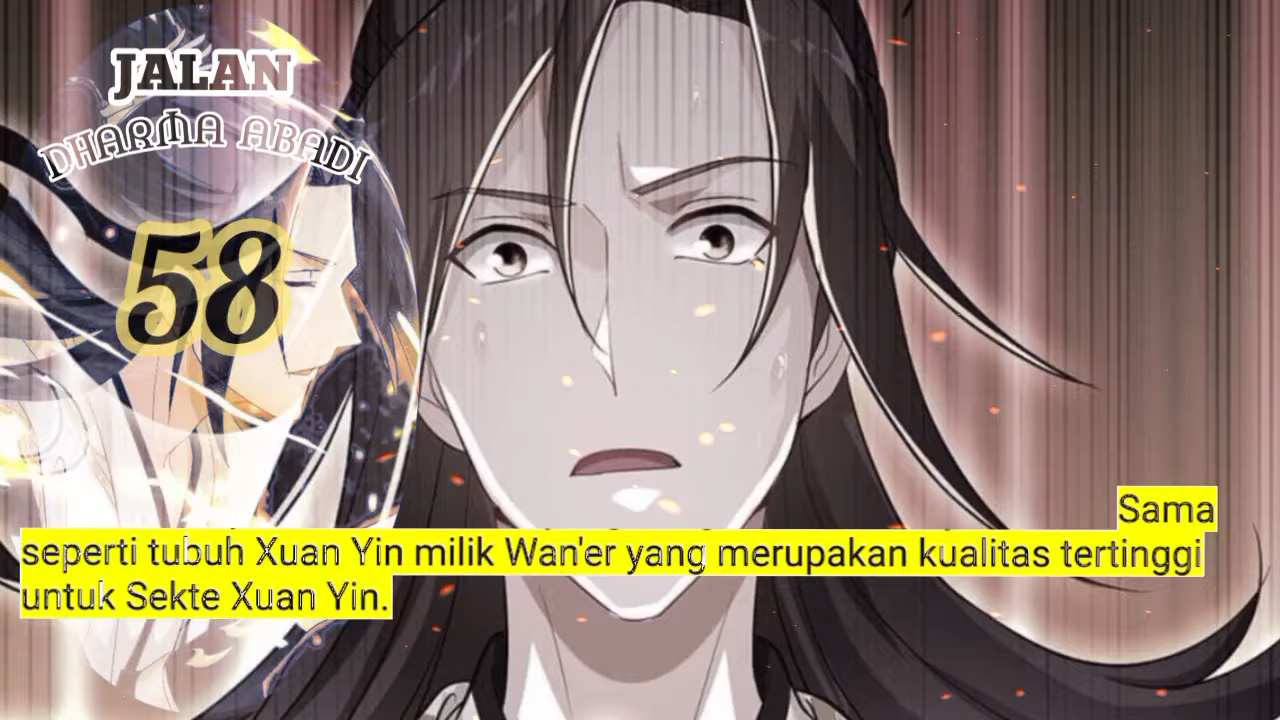 JALAN
DHARMA ABADI
58
Sama
seperti tubuh Xuan Yin milik Wan'er yang merupakan kualitas tertinggi
untuk Sekte Xuan Yin.